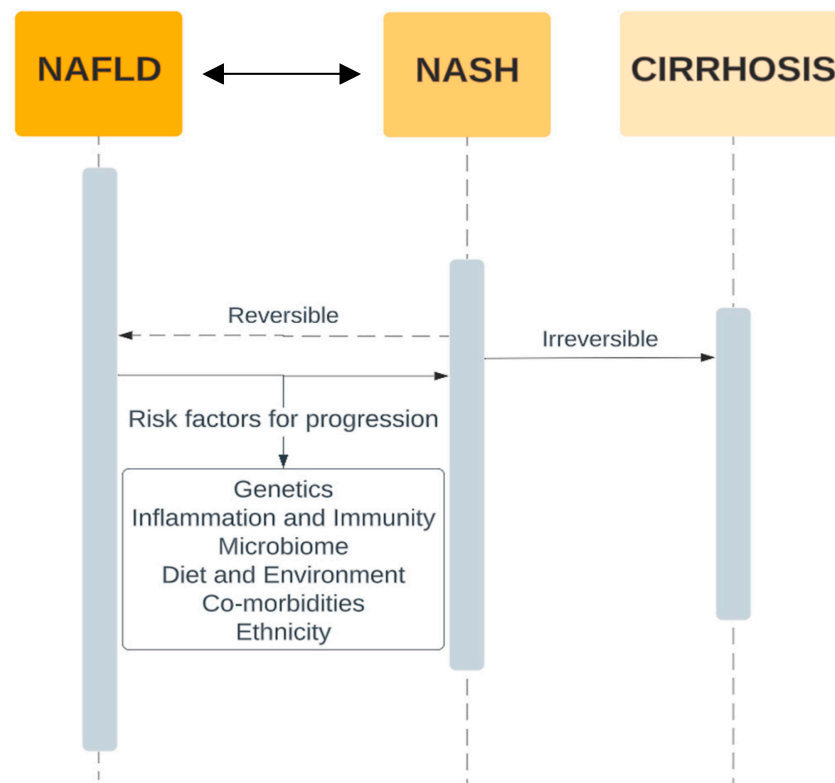 NAFLD
NASH
CIRRHOSIS
Reversible
Irreversible
Risk factors for progression
Genetics
Inflammation and Immunity
Microbiome
Diet and Environment
Co-morbidities
Ethnicity